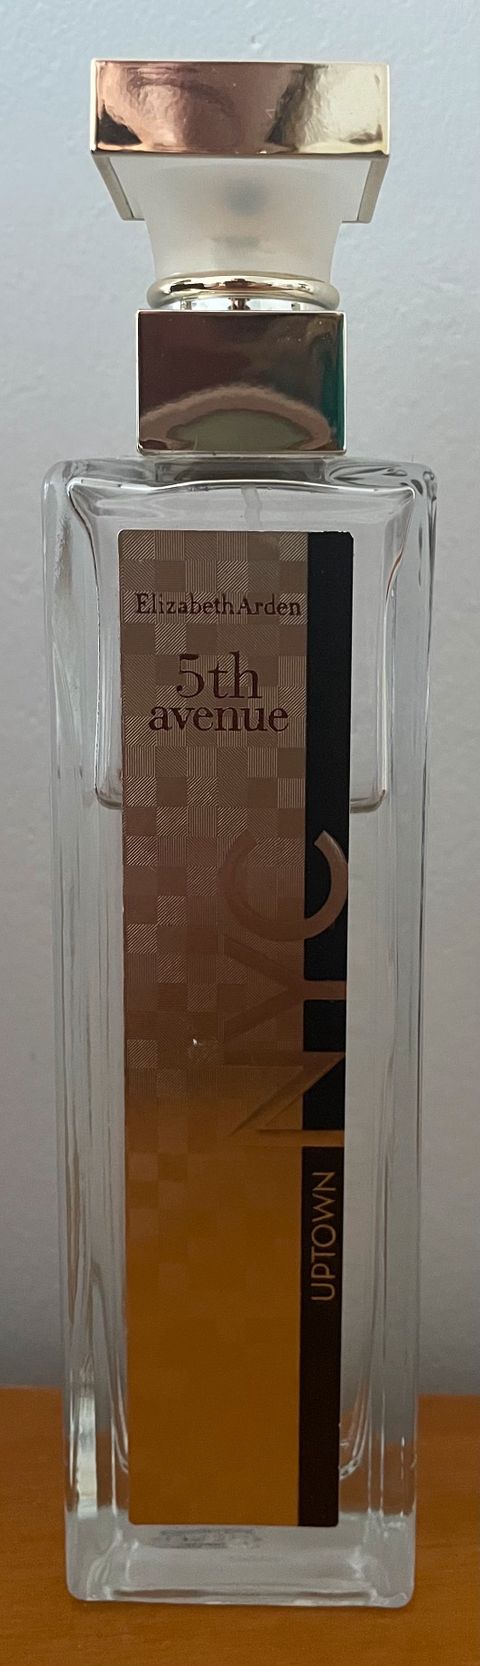 ElizabethArden
5th
avenue
NYC
UPTOWN